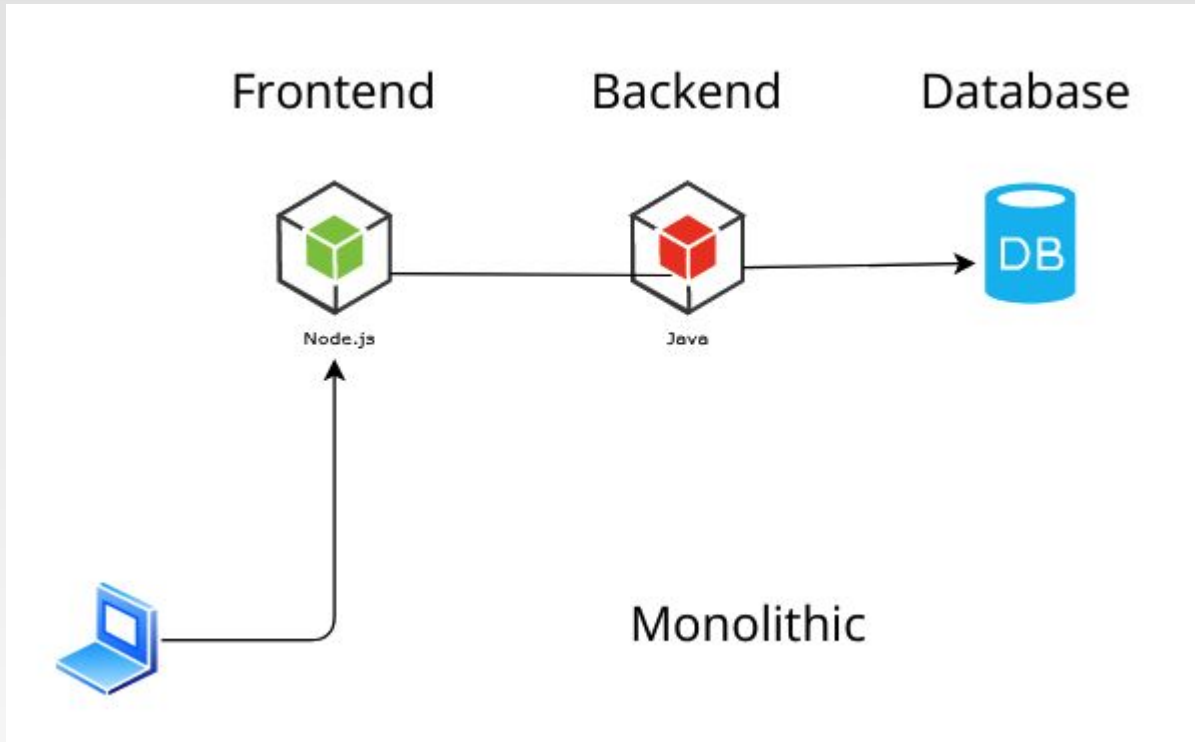 Frontend
Backend
Database
DB
Node.js
Java
Monolithic